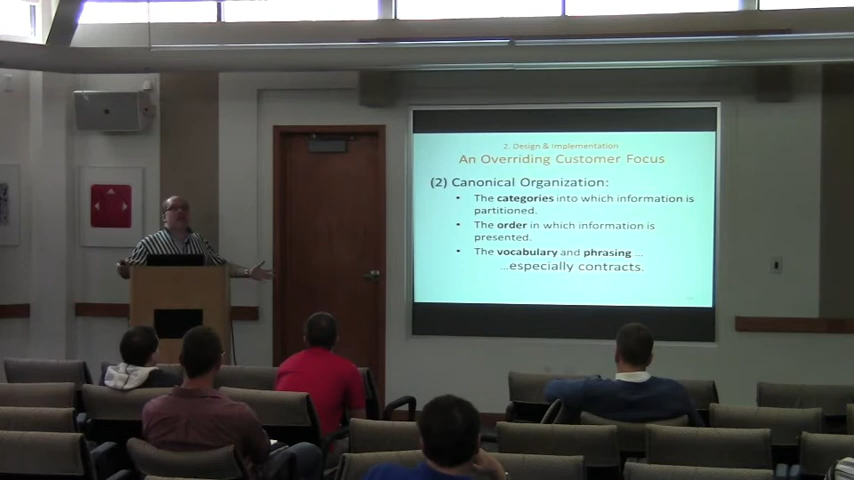 2. Design & Implementation
An Overriding Customer Focus
(2) Canonical Organization:
• The categories into which information is
partitioned.
• The order in which information is
presented.
• The vocabulary and phrasing ...
...especially contracts.